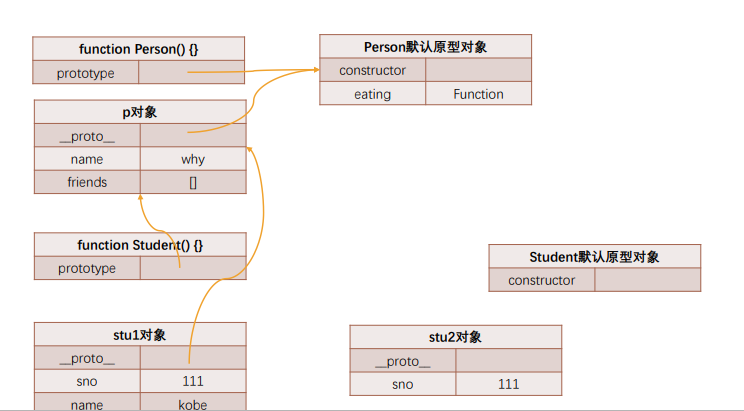 function Person() {}
prototype
Person默认原型对象
constructor
eating Function
p对象
__proto__
name why
friends []
function Student() {}
prototype
Student默认原型对象
constructor
stu1对象
__proto__
sno 111
name kobe
stu2对象
__proto__
sno 111